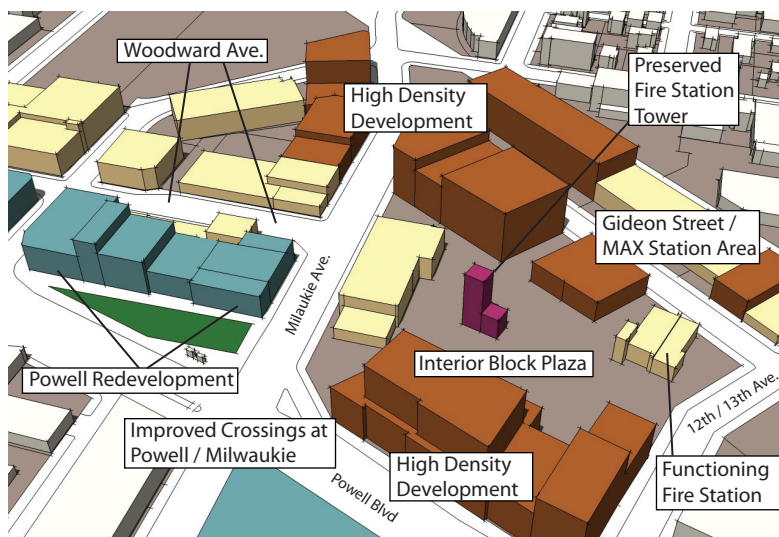 Woodward Ave.
High Density
Development
Preserved
Fire Station
Tower
Gideon Street /
MAX Station Area
Milaukie Ave.
Powell Redevelopment
Interior Block Plaza
12th / 13th Ave.
Improved Crossings at
Powell / Milwaukie
High Density
Development
Functioning
Fire Station
Powell Blvd